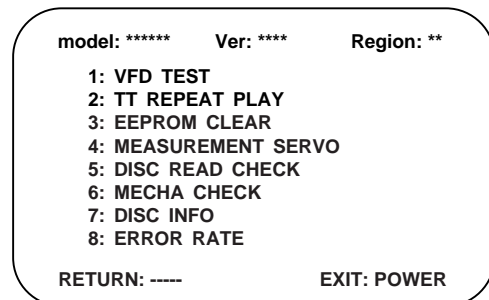 model: ****** Ver: **** Region: **
1: VFD TEST
2: TT REPEAT PLAY
3: EEPROM CLEAR
4: MEASUREMENT SERVO
5: DISC READ CHECK
6: MECHA CHECK
7: DISC INFO
8: ERROR RATE
RETURN: ----- EXIT: POWER